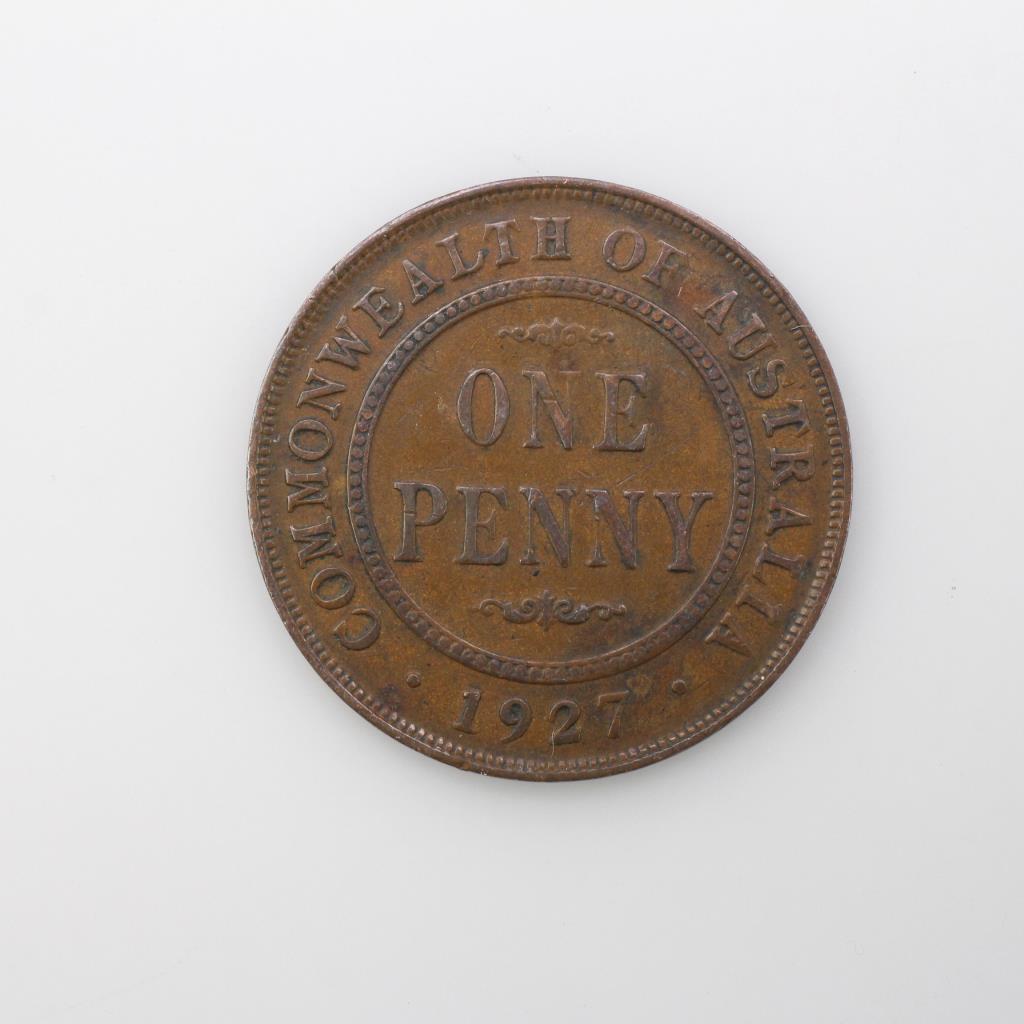 COMMONWEALTH OF AUSTRALIA
ONE
PENNY
1927